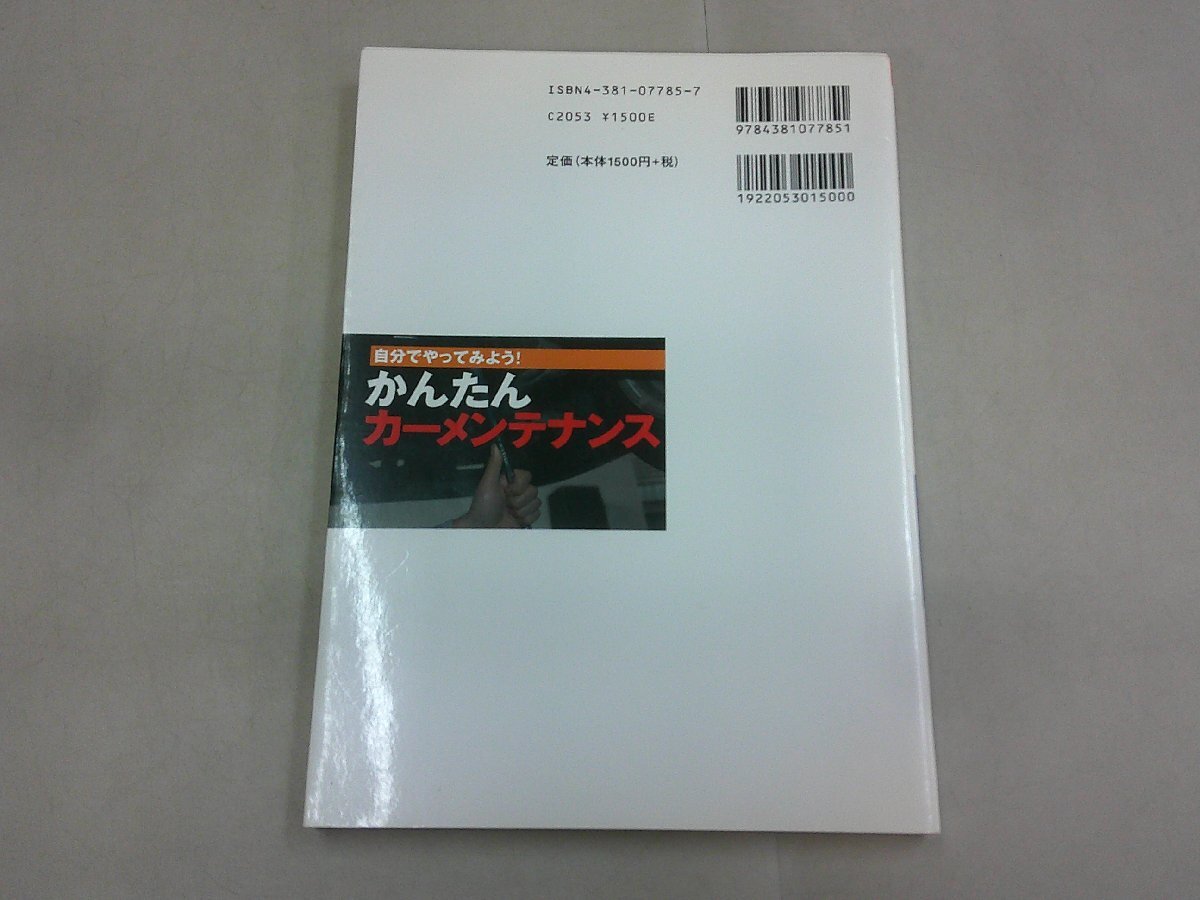 ISBN4-381-07785-7
C2053 ¥1500E
定価(本体1500円+税)
9784381077851
1922053015000
自分でやってみよう!
かんたん
カーメンテナンス